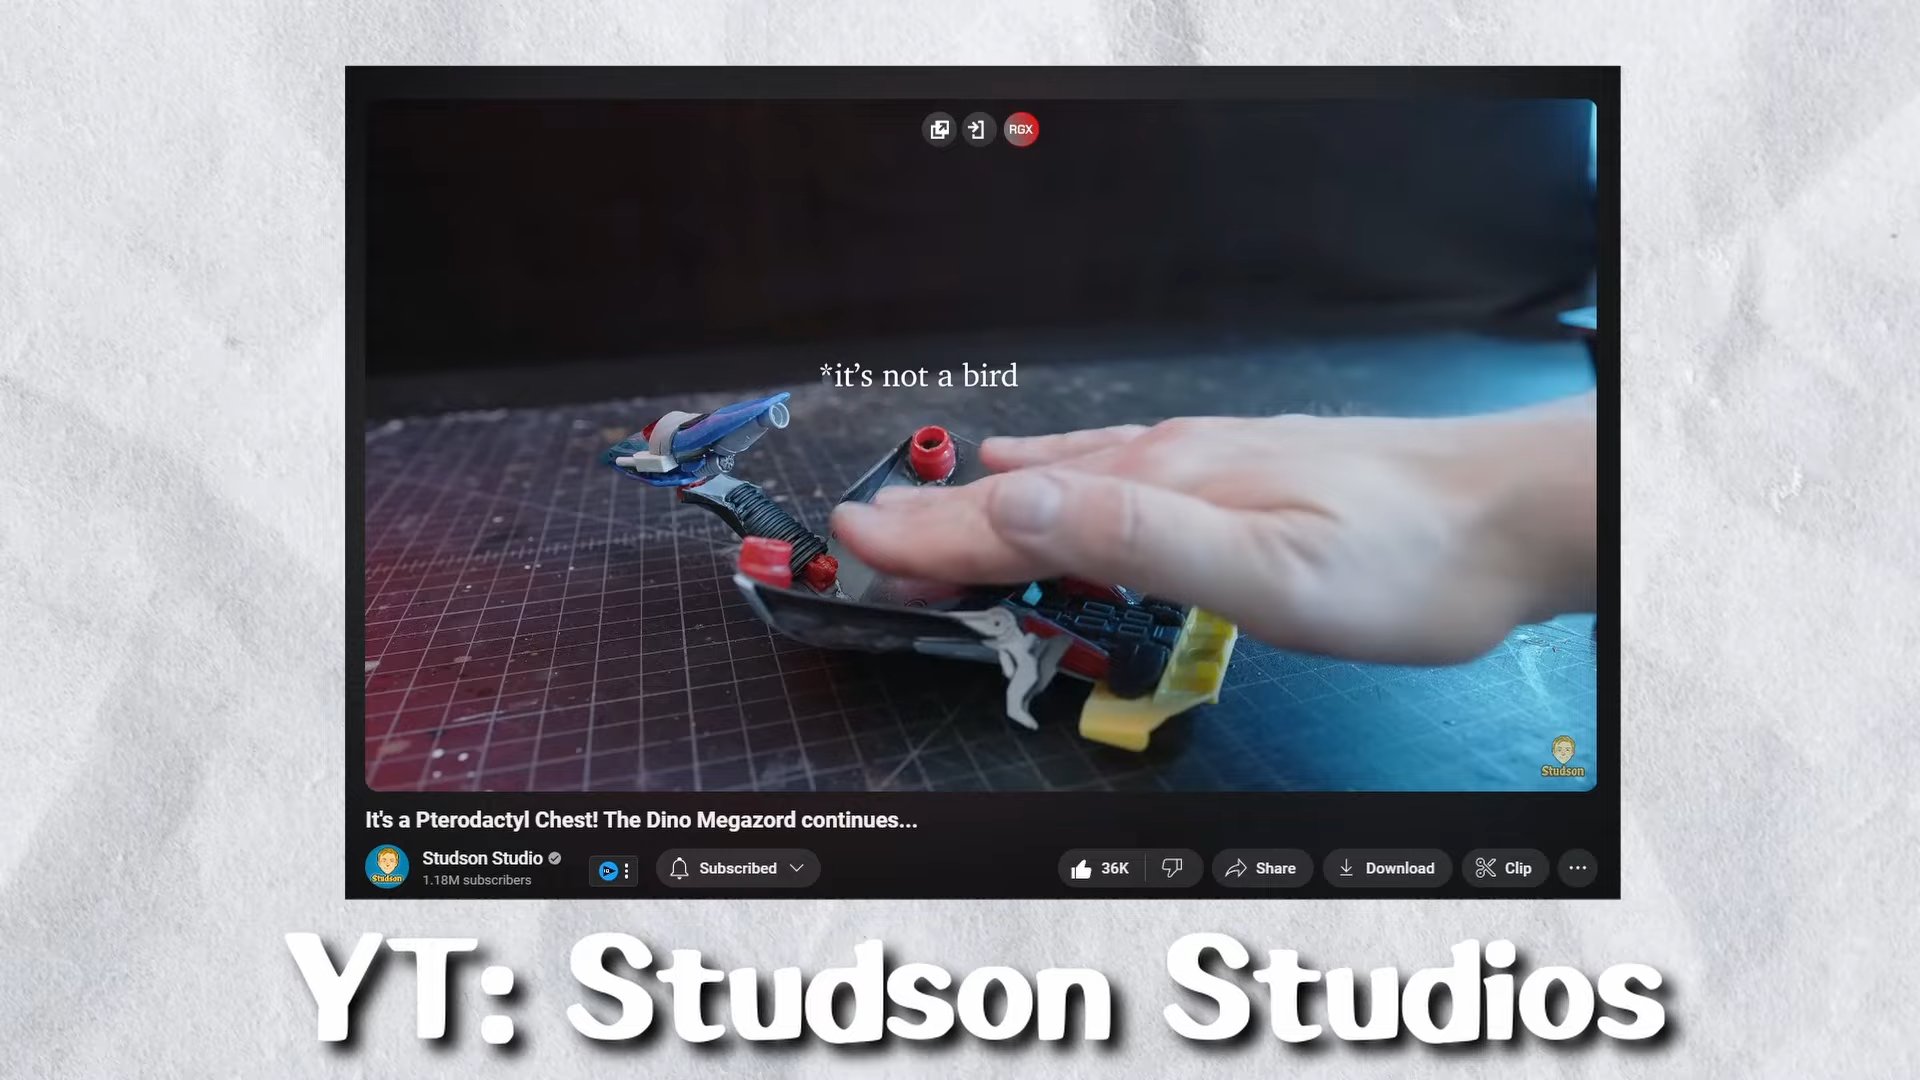 RGX
*it's not a bird
Studson
It's a Pterodactyl Chest! The Dino Megazord continues...
Studson
Studson Studio
1.18M subscribers
Subscribed
36K
Share
Download
Clip
YT: Studson Studios